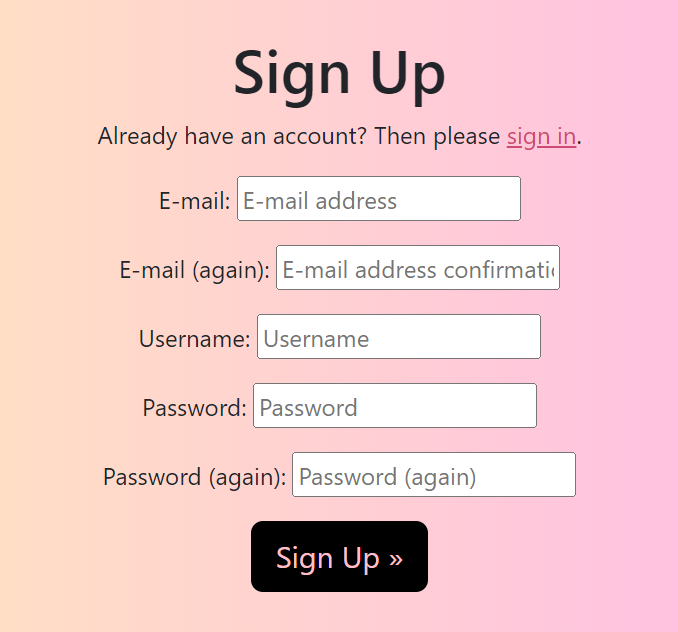 Sign Up
Already have an account? Then please sign in.
E-mail: E-mail address
E-mail (again): E-mail address confirmatic
Username: Username
Password: Password
Password (again): Password (again)
Sign Up »